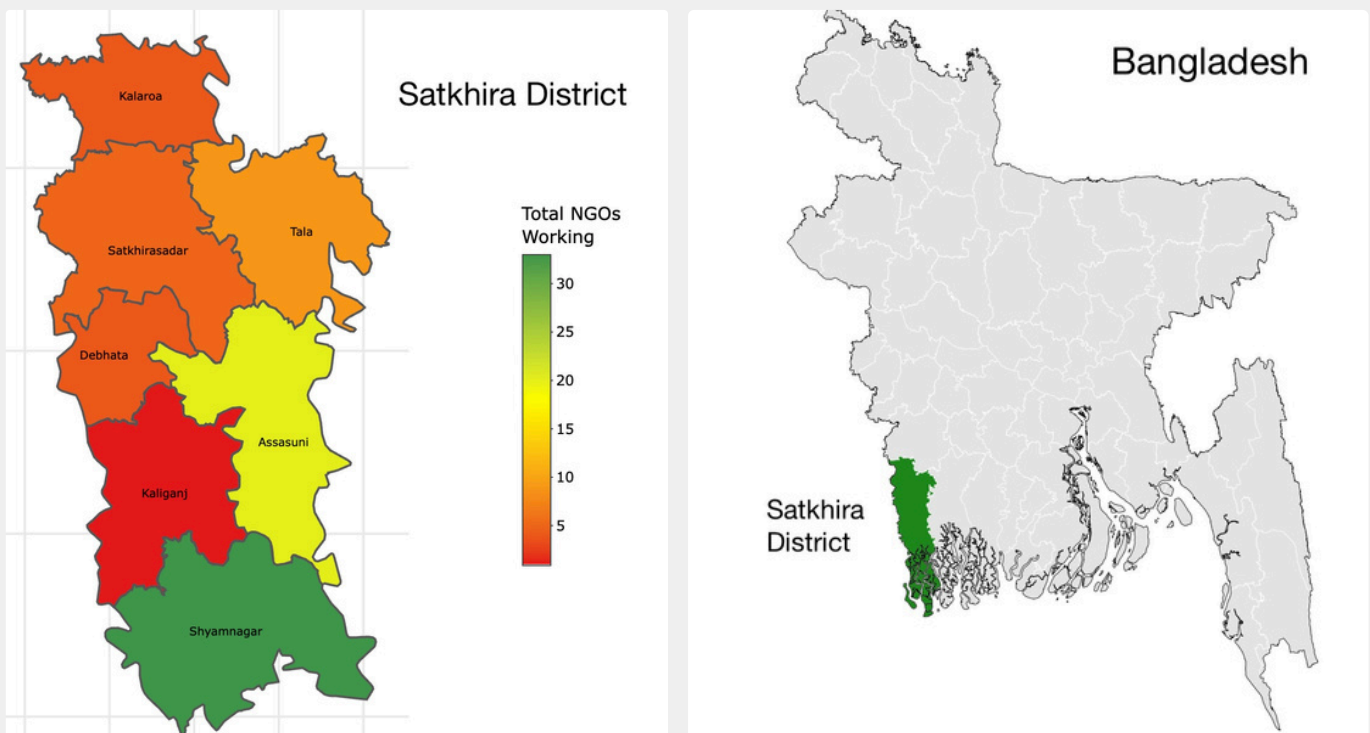 Satkhira District
Kalaroa
Satkhirasadar
Tala
Debhata
Assasuni
Kaliganj
Shyamnagar
Total NGOs
Working
30
25
20
15
10
5
Bangladesh
Satkhira
District